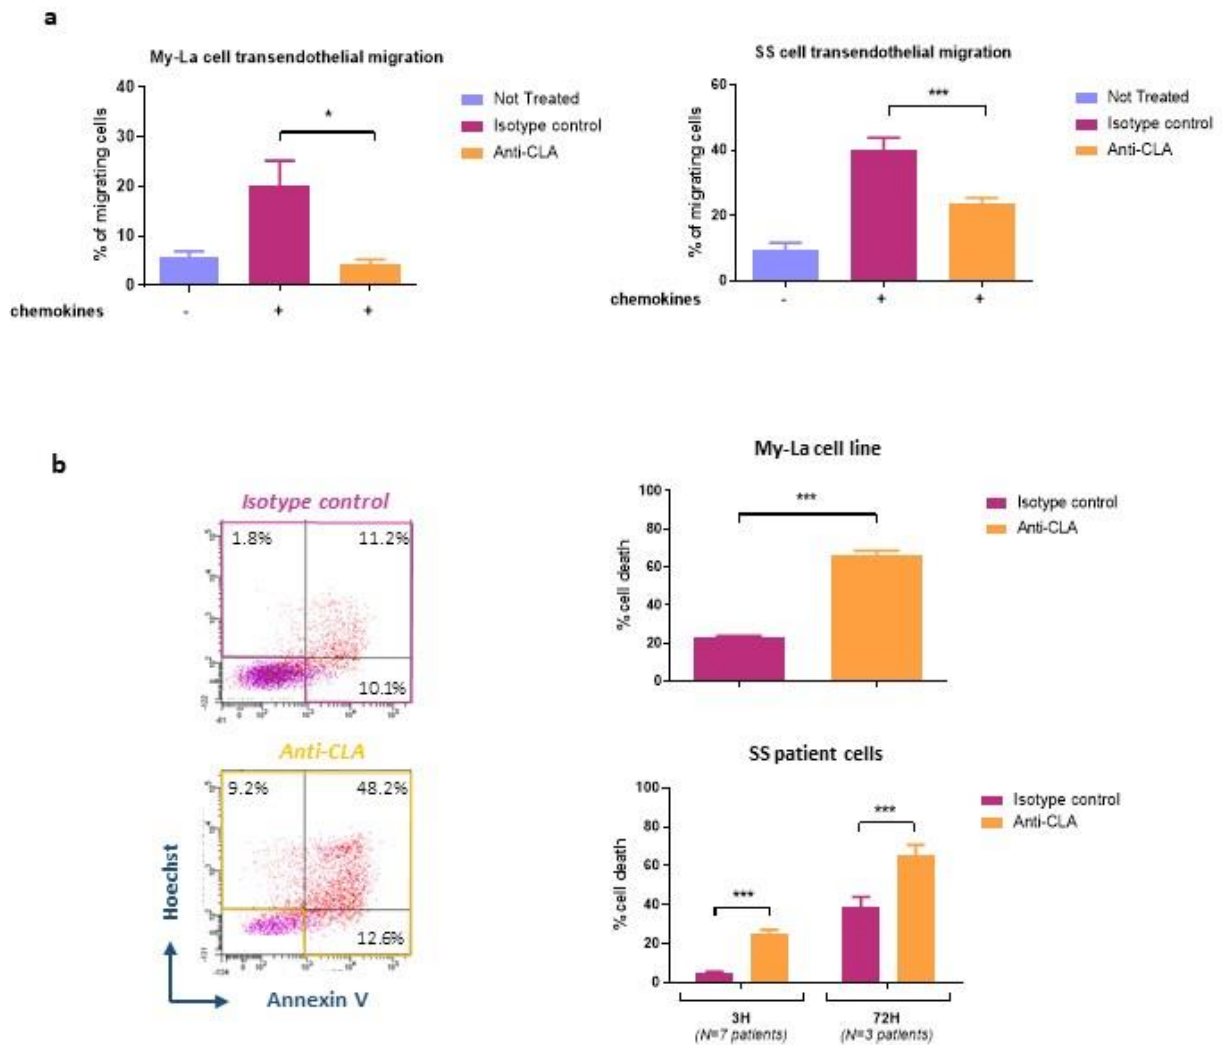 a
My-La cell transendothelial migration
% of migrating cells
40
30
20
10
0
*
Not Treated
Isotype control
Anti-CLA
chemokines - + +
SS cell transendothelial migration
% of migrating cells
60
40
20
0
***
Not Treated
Isotype control
Anti-CLA
chemokines - + +
b
Isotype control
1.8% 11.2%
10.1%
Anti-CLA
9.2% 48.2%
12.6%
Hoechst
Annexin V
My-La cell line
% cell death
100
80
60
40
20
0
***
Isotype control
Anti-CLA
SS patient cells
% cell death
100
80
60
40
20
0
***
***
Isotype control
Anti-CLA
3H 72H
(N=7 patients) (N=3 patients)